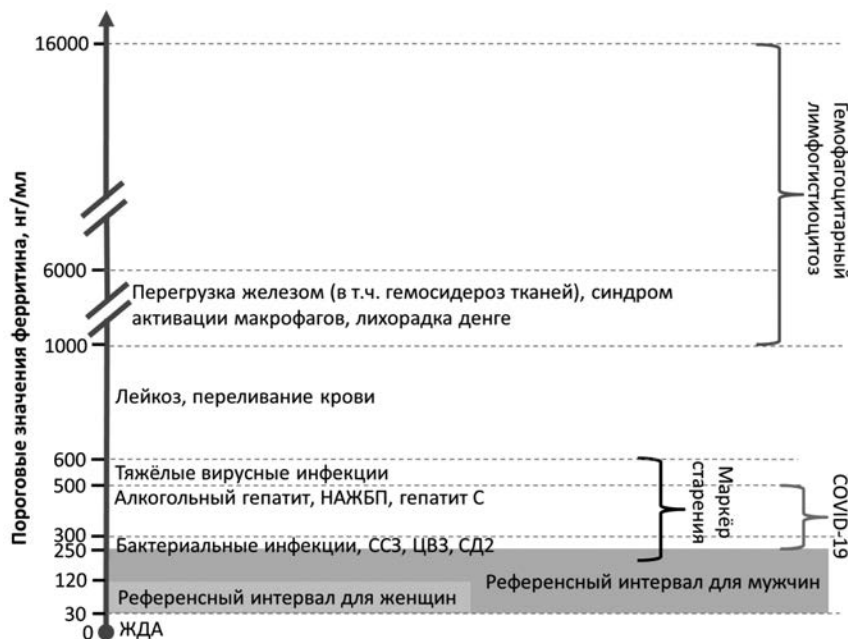 16000
Гемофагоцитарный
лимфогистиоцитоз
Пороговые значения ферритина, нг/мл
6000
Перегрузка железом (в т.ч. гемосидероз тканей), синдром
активации макрофагов, лихорадка денге
1000
Лейкоз, переливание крови
600
Тяжёлые вирусные инфекции
Маркёр
старения
500
Алкогольный гепатит, НАЖБП, гепатит С
COVID-19
300
Бактериальные инфекции, ССЗ, ЦВЗ, СД2
250
Референсный интервал для мужчин
120
Референсный интервал для женщин
30
0
ЖДА